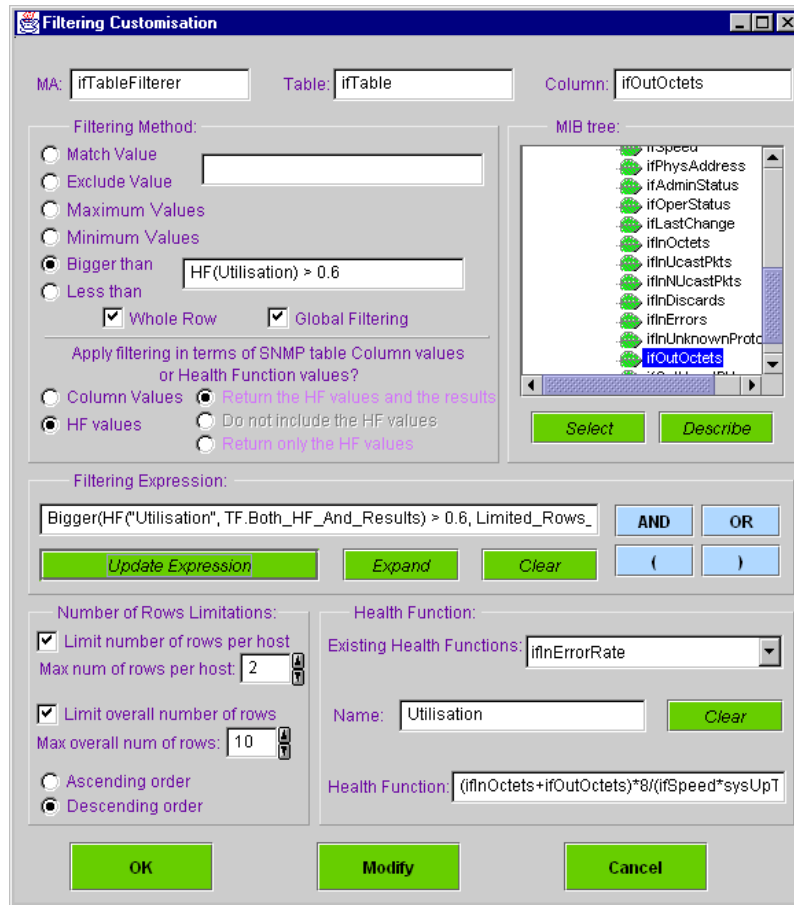 Filtering Customisation
MA: ifTableFilterer Table: ifTable Column: ifOutOctets
Filtering Method:
Match Value
Exclude Value
Maximum Values
Minimum Values
Bigger than HF(Utilisation) > 0.6
Less than
Whole Row Global Filtering
Apply filtering in terms of SNMP table Column values
or Health Function values?
Column Values Return the HF values and the results
HF values Do not include the HF values
Return only the HF values
MIB tree:
ifSpeed
ifPhysAddress
ifAdminStatus
ifOperStatus
ifLastChange
ifInOctets
ifInUcastPkts
ifInNUcastPkts
ifInDiscards
ifInErrors
ifInUnknownProto
ifOutOctets
Select Describe
Filtering Expression:
Bigger(HF("Utilisation", TF.Both_HF_And_Results) > 0.6, Limited_Rows_
AND OR
Update Expression Expand Clear ( )
Number of Rows Limitations:
Limit number of rows per host
Max num of rows per host: 2
Limit overall number of rows
Max overall num of rows: 10
Ascending order
Descending order
Health Function:
Existing Health Functions: ifInErrorRate
Name: Utilisation Clear
Health Function: (ifInOctets+ifOutOctets)*8/(ifSpeed*sysUpT
OK Modify Cancel